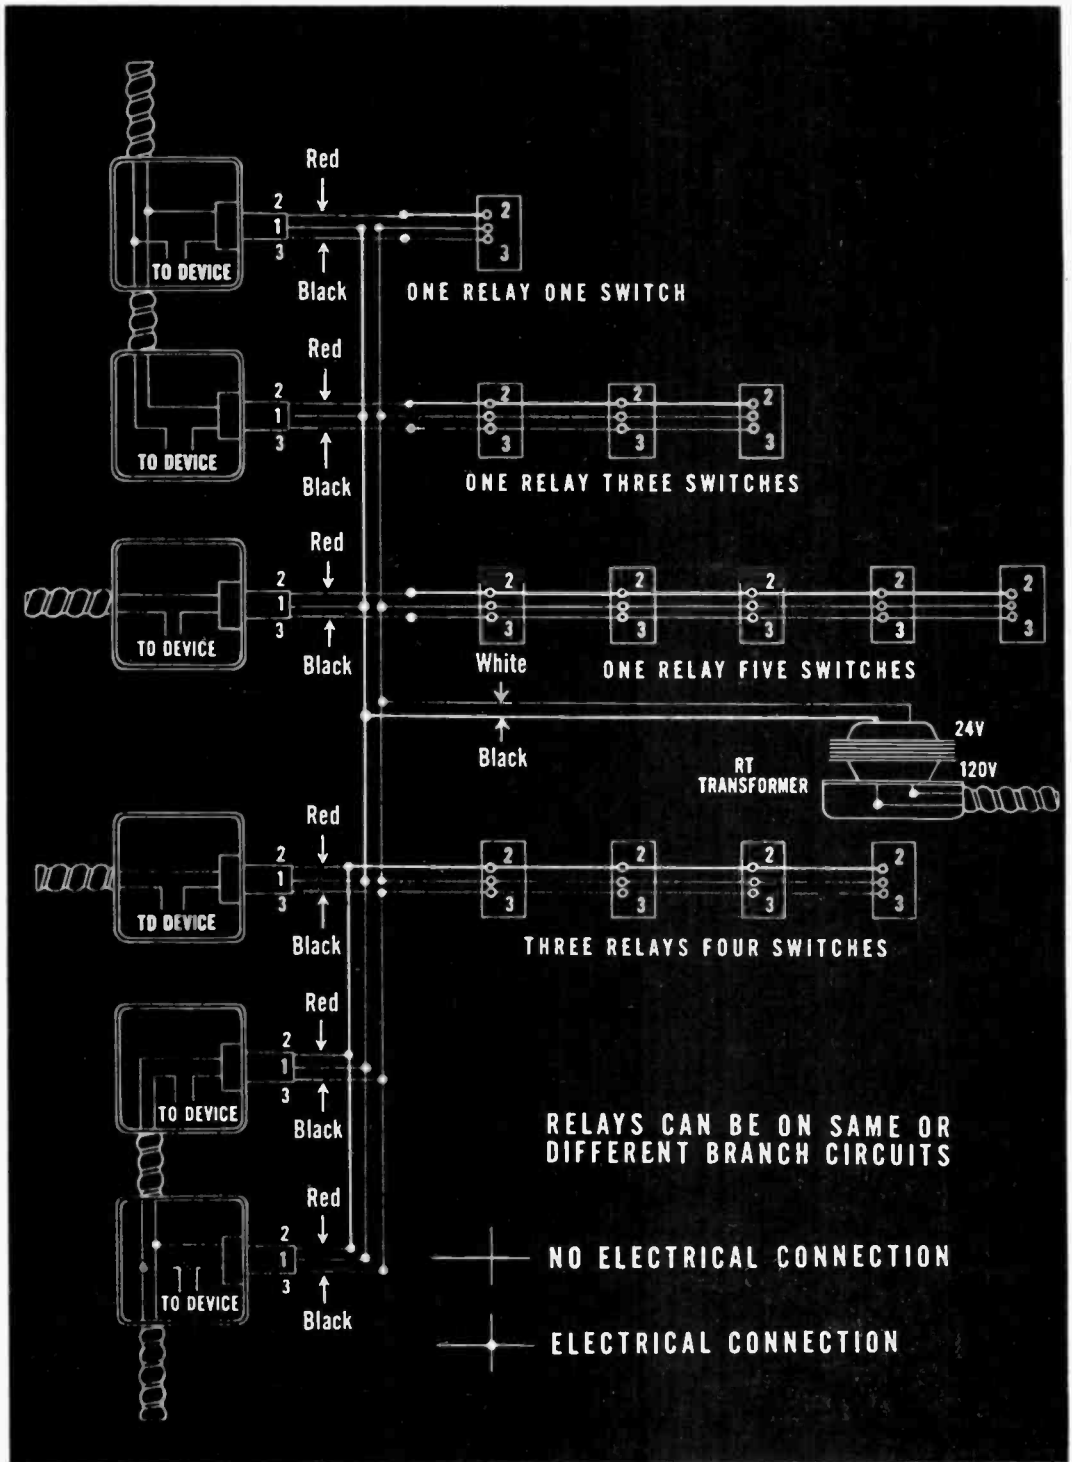 Red
2
1
3
2
3
TO DEVICE
Black
ONE RELAY ONE SWITCH
Red
2
1
3
2
3
2
3
2
3
TO DEVICE
Black
ONE RELAY THREE SWITCHES
Red
2
1
3
2
3
2
3
2
3
2
3
2
3
TO DEVICE
Black
White
ONE RELAY FIVE SWITCHES
Black
24V
RT
TRANSFORMER
120V
Red
2
1
3
2
3
2
3
2
3
2
3
TO DEVICE
Black
THREE RELAYS FOUR SWITCHES
Red
2
1
3
TO DEVICE
Black
RELAYS CAN BE ON SAME OR
DIFFERENT BRANCH CIRCUITS
Red
2
1
3
TO DEVICE
Black
NO ELECTRICAL CONNECTION
ELECTRICAL CONNECTION